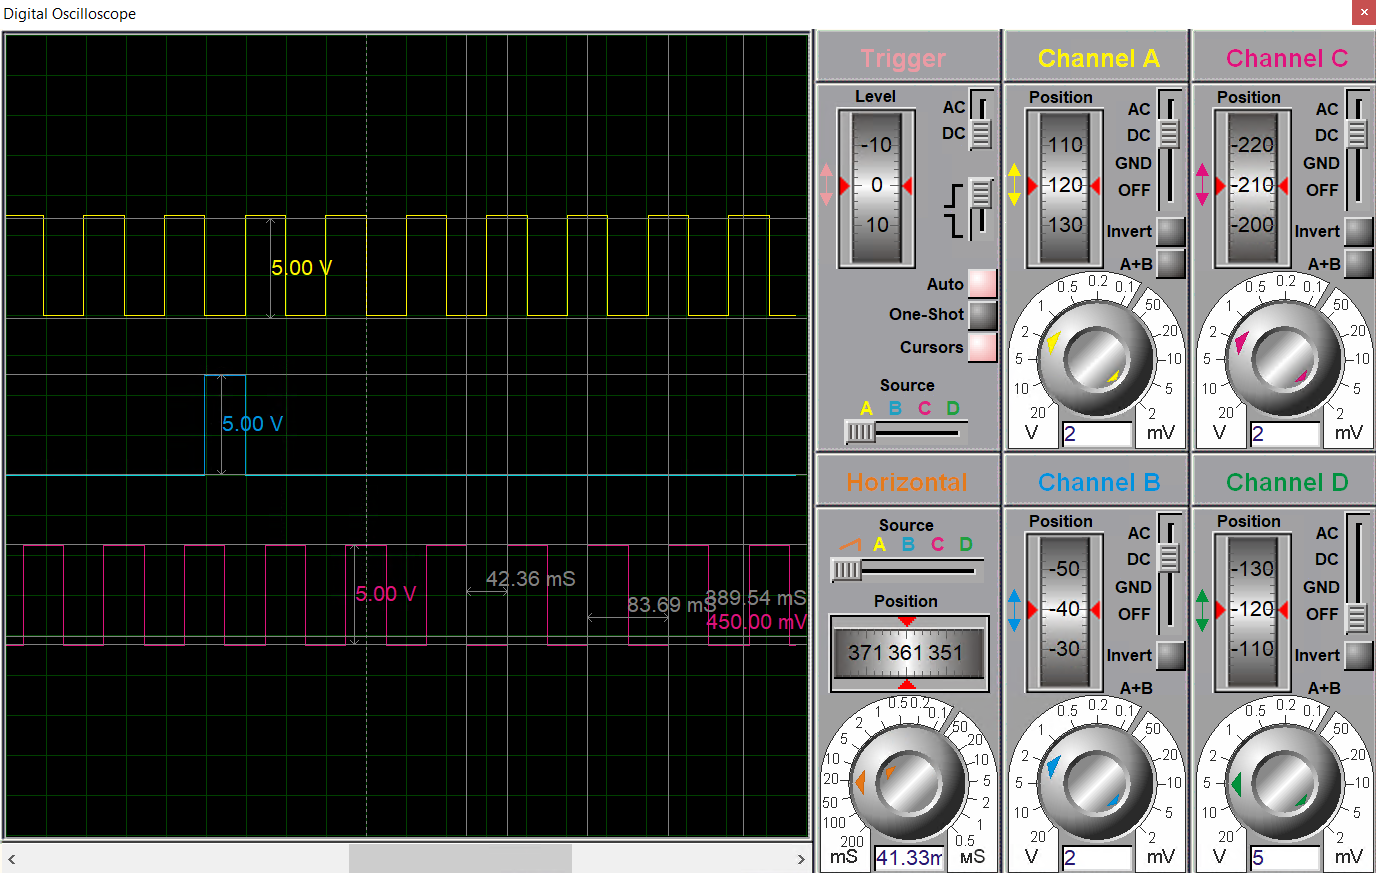 Digital Oscilloscope
5.00 V
5.00 V
5.00 V
42.36 mS
83.69 mS
389.54 mS
450.00 mV
Trigger
Level
-10
0
10
AC
DC
Auto
One-Shot
Cursors
Source
A B C D
Channel A
Position
110
120
130
AC
DC
GND
OFF
Invert
A+B
20 10 5 2 1 0.5 0.2 0.1 50 20 10 5 2
V
2
mV
Channel C
Position
-220
-210
-200
AC
DC
GND
OFF
Invert
A+B
20 10 5 2 1 0.5 0.2 0.1 50 20 10 5 2
V
2
mV
Horizontal
Source
A B C D
Position
371 361 351
200 100 50 20 10 5 2 1 0.5 0.2 0.1 50 20 10 5 2 1 0.5
mS
41.33m
мS
Channel B
Position
-50
-40
-30
AC
DC
GND
OFF
Invert
A+B
20 10 5 2 1 0.5 0.2 0.1 50 20 10 5 2
V
2
mV
Channel D
Position
-130
-120
-110
AC
DC
GND
OFF
Invert
A+B
20 10 5 2 1 0.5 0.2 0.1 50 20 10 5 2
V
5
mV